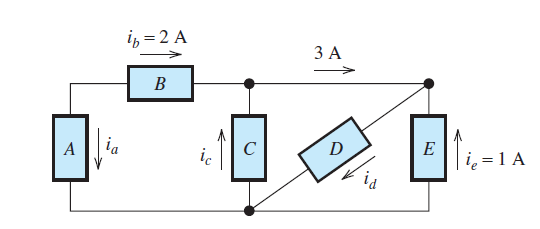 i_b = 2 A
3 A
B
A
i_a
i_c
C
D
i_d
E
i_e = 1 A